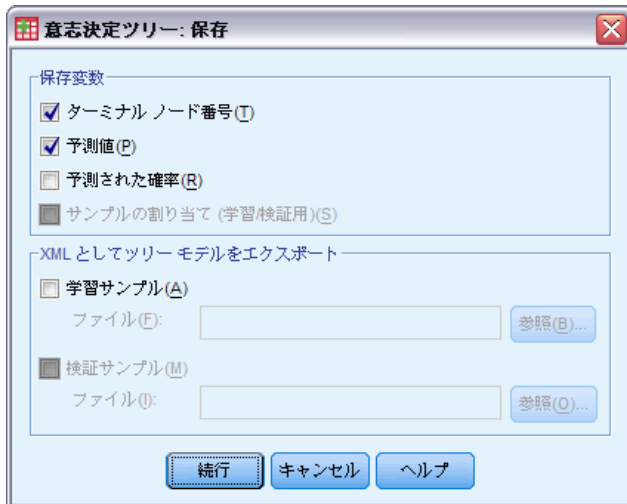 意志決定ツリー: 保存
保存変数
ターミナル ノード番号(T)
予測値(P)
予測された確率(R)
サンプルの割り当て (学習/検証用)(S)
XML としてツリー モデルをエクスポート
学習サンプル(A)
ファイル(F): 参照(B)...
検証サンプル(M)
ファイル(I): 参照(O)...
続行 キャンセル ヘルプ